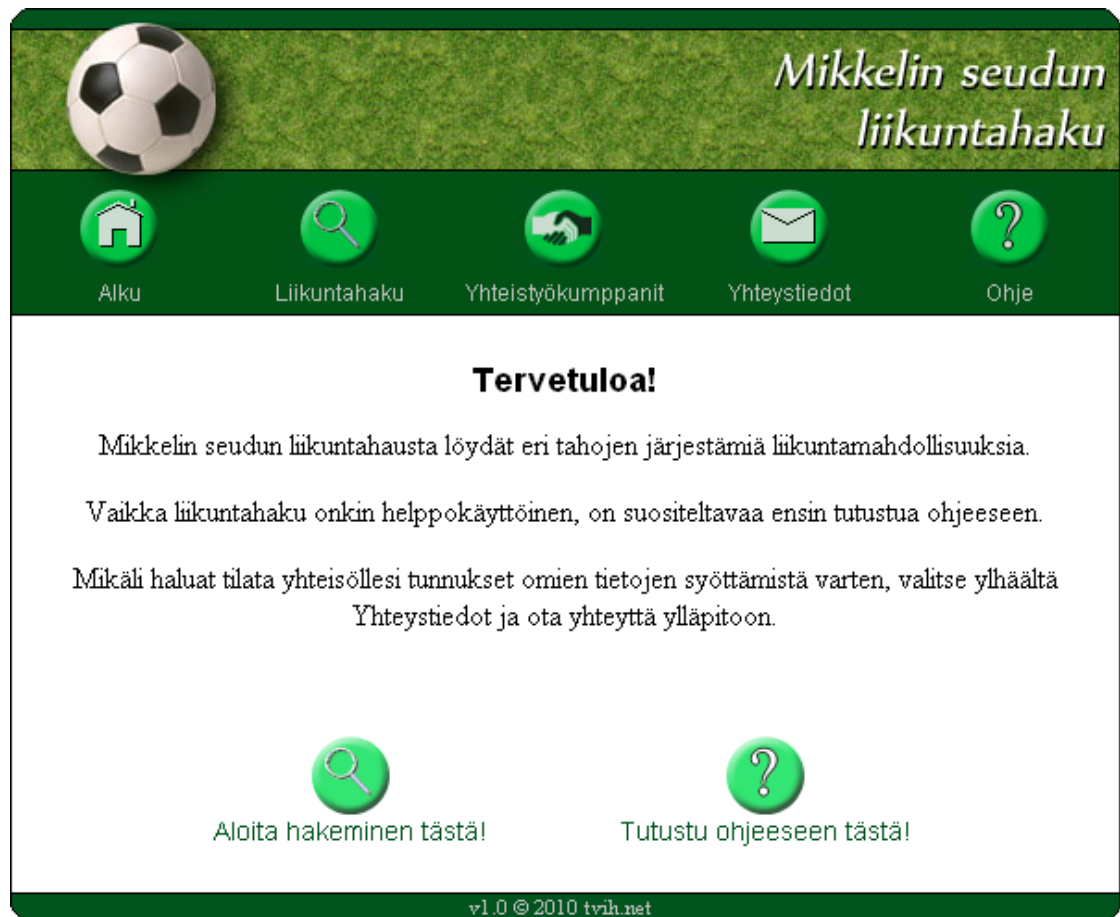 Mikkelin seudun
liikuntahaku
Alku
Liikuntahaku
Yhteistyökumppanit
Yhteystiedot
Ohje
Tervetuloa!
Mikkelin seudun liikuntahausta löydät eri tahojen järjestämiä liikuntamahdollisuuksia.
Vaikka liikuntahaku onkin helppokäyttöinen, on suositeltavaa ensin tutustua ohjeeseen.
Mikäli haluat tilata yhteisöllesi tunnukset omien tietojen syöttämistä varten, valitse ylhäältä
Yhteystiedot ja ota yhteyttä ylläpitoon.
Aloita hakeminen tästä!
Tutustu ohjeeseen tästä!
v1.0 © 2010 tvih.net